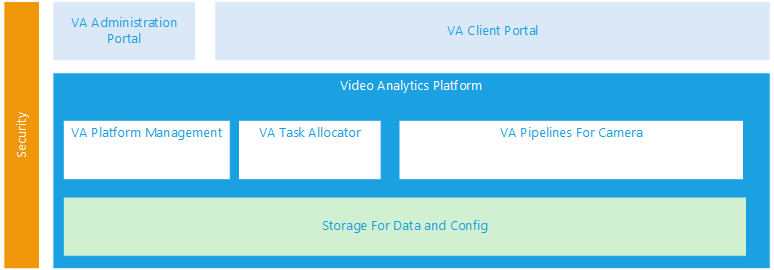 Security
VA Administration
Portal
VA Client Portal
Video Analytics Platform
VA Platform Management
VA Task Allocator
VA Pipelines For Camera
Storage For Data and Config